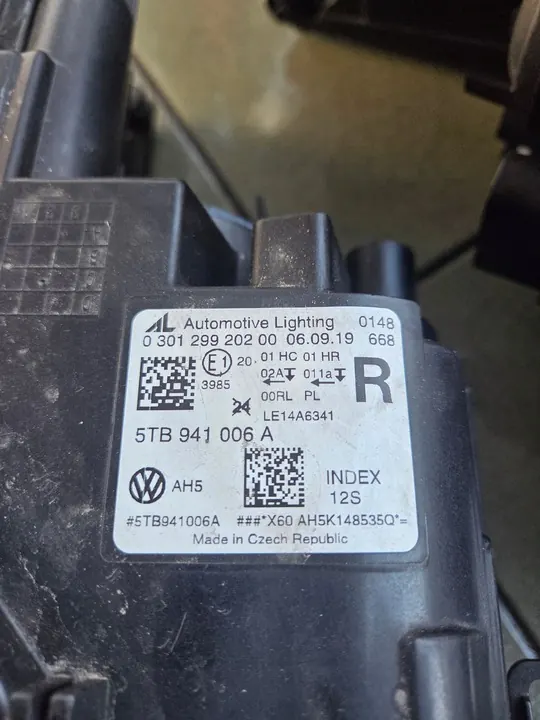 AL Automotive Lighting 0148
0 301 299 202 00 06.09.19 668
E1 20. 01 HC 01 HR
3985 02A 011a
00RL PL R
24 LE14A6341
5TB 941 006 A
VW AH5 INDEX
12S
#5TB941006A ###*X60 AH5K148535Q*=
Made in Czech Republic